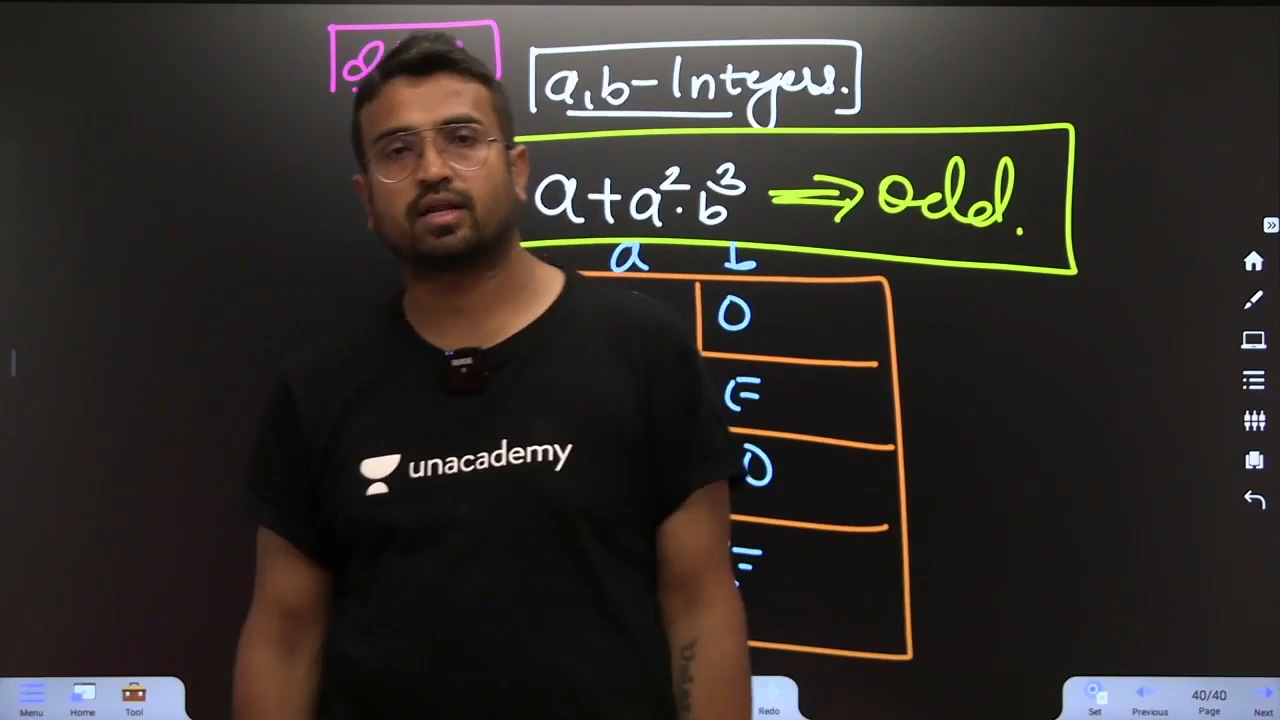 a,b-Integers.
a+a².b³ ⇒ odd.
a b
O
E
O
E
unacademy
Menu Home Tool Redo Set Previous 40/40 Page Next